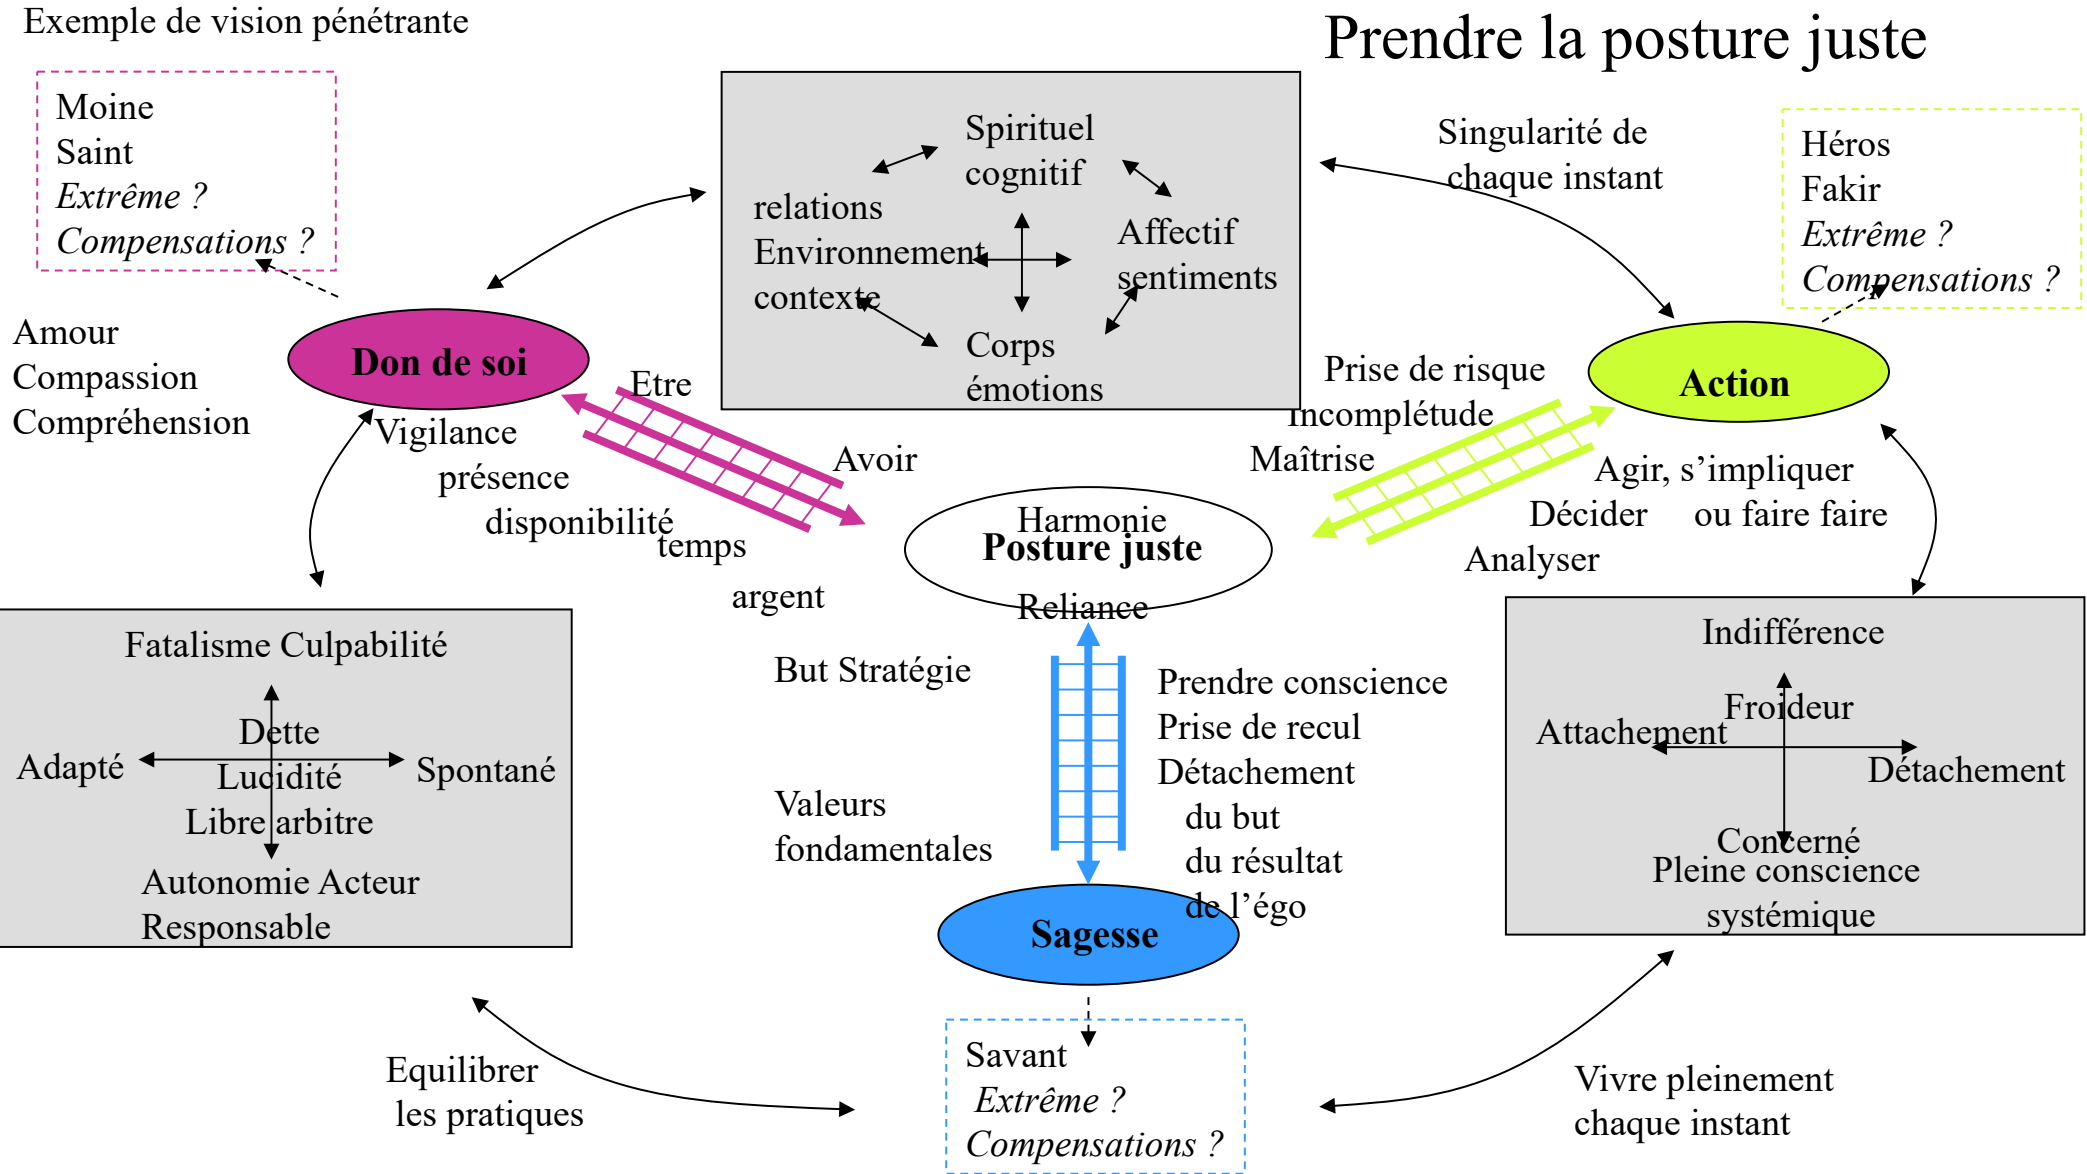 Exemple de vision pénétrante
Prendre la posture juste
Moine
Saint
Extrême ?
Compensations ?
Spirituel
cognitif
relations
Environnement
contexte
Affectif
sentiments
Corps
émotions
Singularité de
chaque instant
Héros
Fakir
Extrême ?
Compensations ?
Amour
Compassion
Compréhension
Don de soi
Etre
Avoir
Vigilance
présence
disponibilité
temps
argent
Prise de risque
Incomplétude
Maîtrise
Action
Agir, s’impliquer
Décider ou faire faire
Analyser
Harmonie
Posture juste
Reliance
Fatalisme Culpabilité
Dette
Adapté
Lucidité
Spontané
Libre arbitre
Autonomie Acteur
Responsable
But Stratégie
Valeurs
fondamentales
Prendre conscience
Prise de recul
Détachement
du but
du résultat
de l’égo
Sagesse
Indifférence
Froideur
Attachement
Détachement
Concerné
Pleine conscience
systémique
Equilibrer
les pratiques
Savant
Extrême ?
Compensations ?
Vivre pleinement
chaque instant